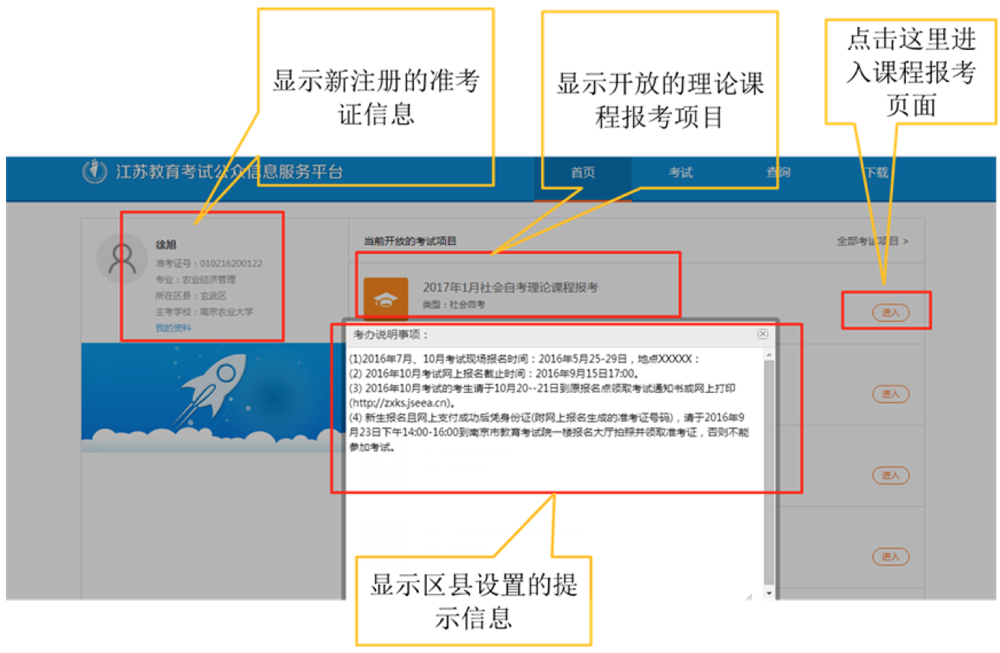 显示新注册的准考
证信息
显示开放的理论课
程报考项目
点击这里进
入课程报考
页面
江苏教育考试公众信息服务平台
首页
考试
查询
下载
徐旭
准考证号：010216200122
专业：农业经济管理
所在区县：玄武区
主考学校：南京农业大学
我的资料
当前开放的考试项目
全部考试项目 >
2017年1月社会自考理论课程报考
类型：社会自考
进入
考办说明事项：
(1)2016年7月、10月考试现场报名时间：2016年5月25-29日，地点XXXXX：
(2) 2016年10月考试网上报名截止时间：2016年9月15日17:00。
(3) 2016年10月考试的考生请于10月20--21日到原报名点领取考试通知书或网上打印
(http://zxks.jseea.cn)。
(4) 新生报名且网上支付成功后凭身份证(附网上报名生成的准考证号码)，请于2016年9
月23日下午14:00-16:00到南京市教育考试院一楼报名大厅拍照并领取准考证，否则不能
参加考试。
进入
进入
进入
显示区县设置的提
示信息